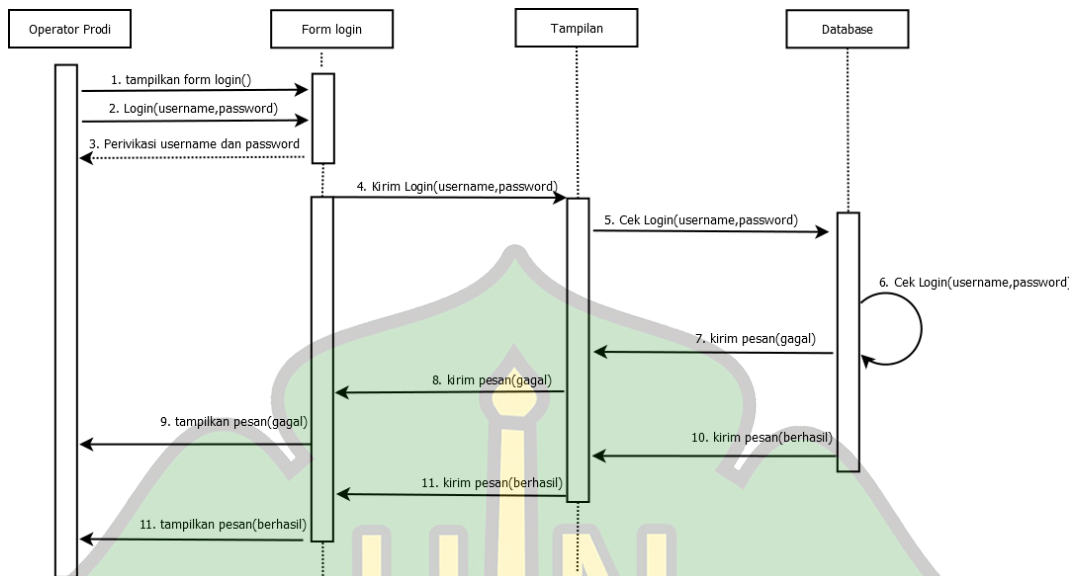 Operator Prodi
Form login
Tampilan
Database
1. tampilkan form login()
2. Login(username,password)
3. Perivikasi username dan password
4. Kirim Login(username,password)
5. Cek Login(username,password)
6. Cek Login(username,password)
7. kirim pesan(gagal)
8. kirim pesan(gagal)
9. tampilkan pesan(gagal)
10. kirim pesan(berhasil)
11. kirim pesan(berhasil)
11. tampilkan pesan(berhasil)
UIN